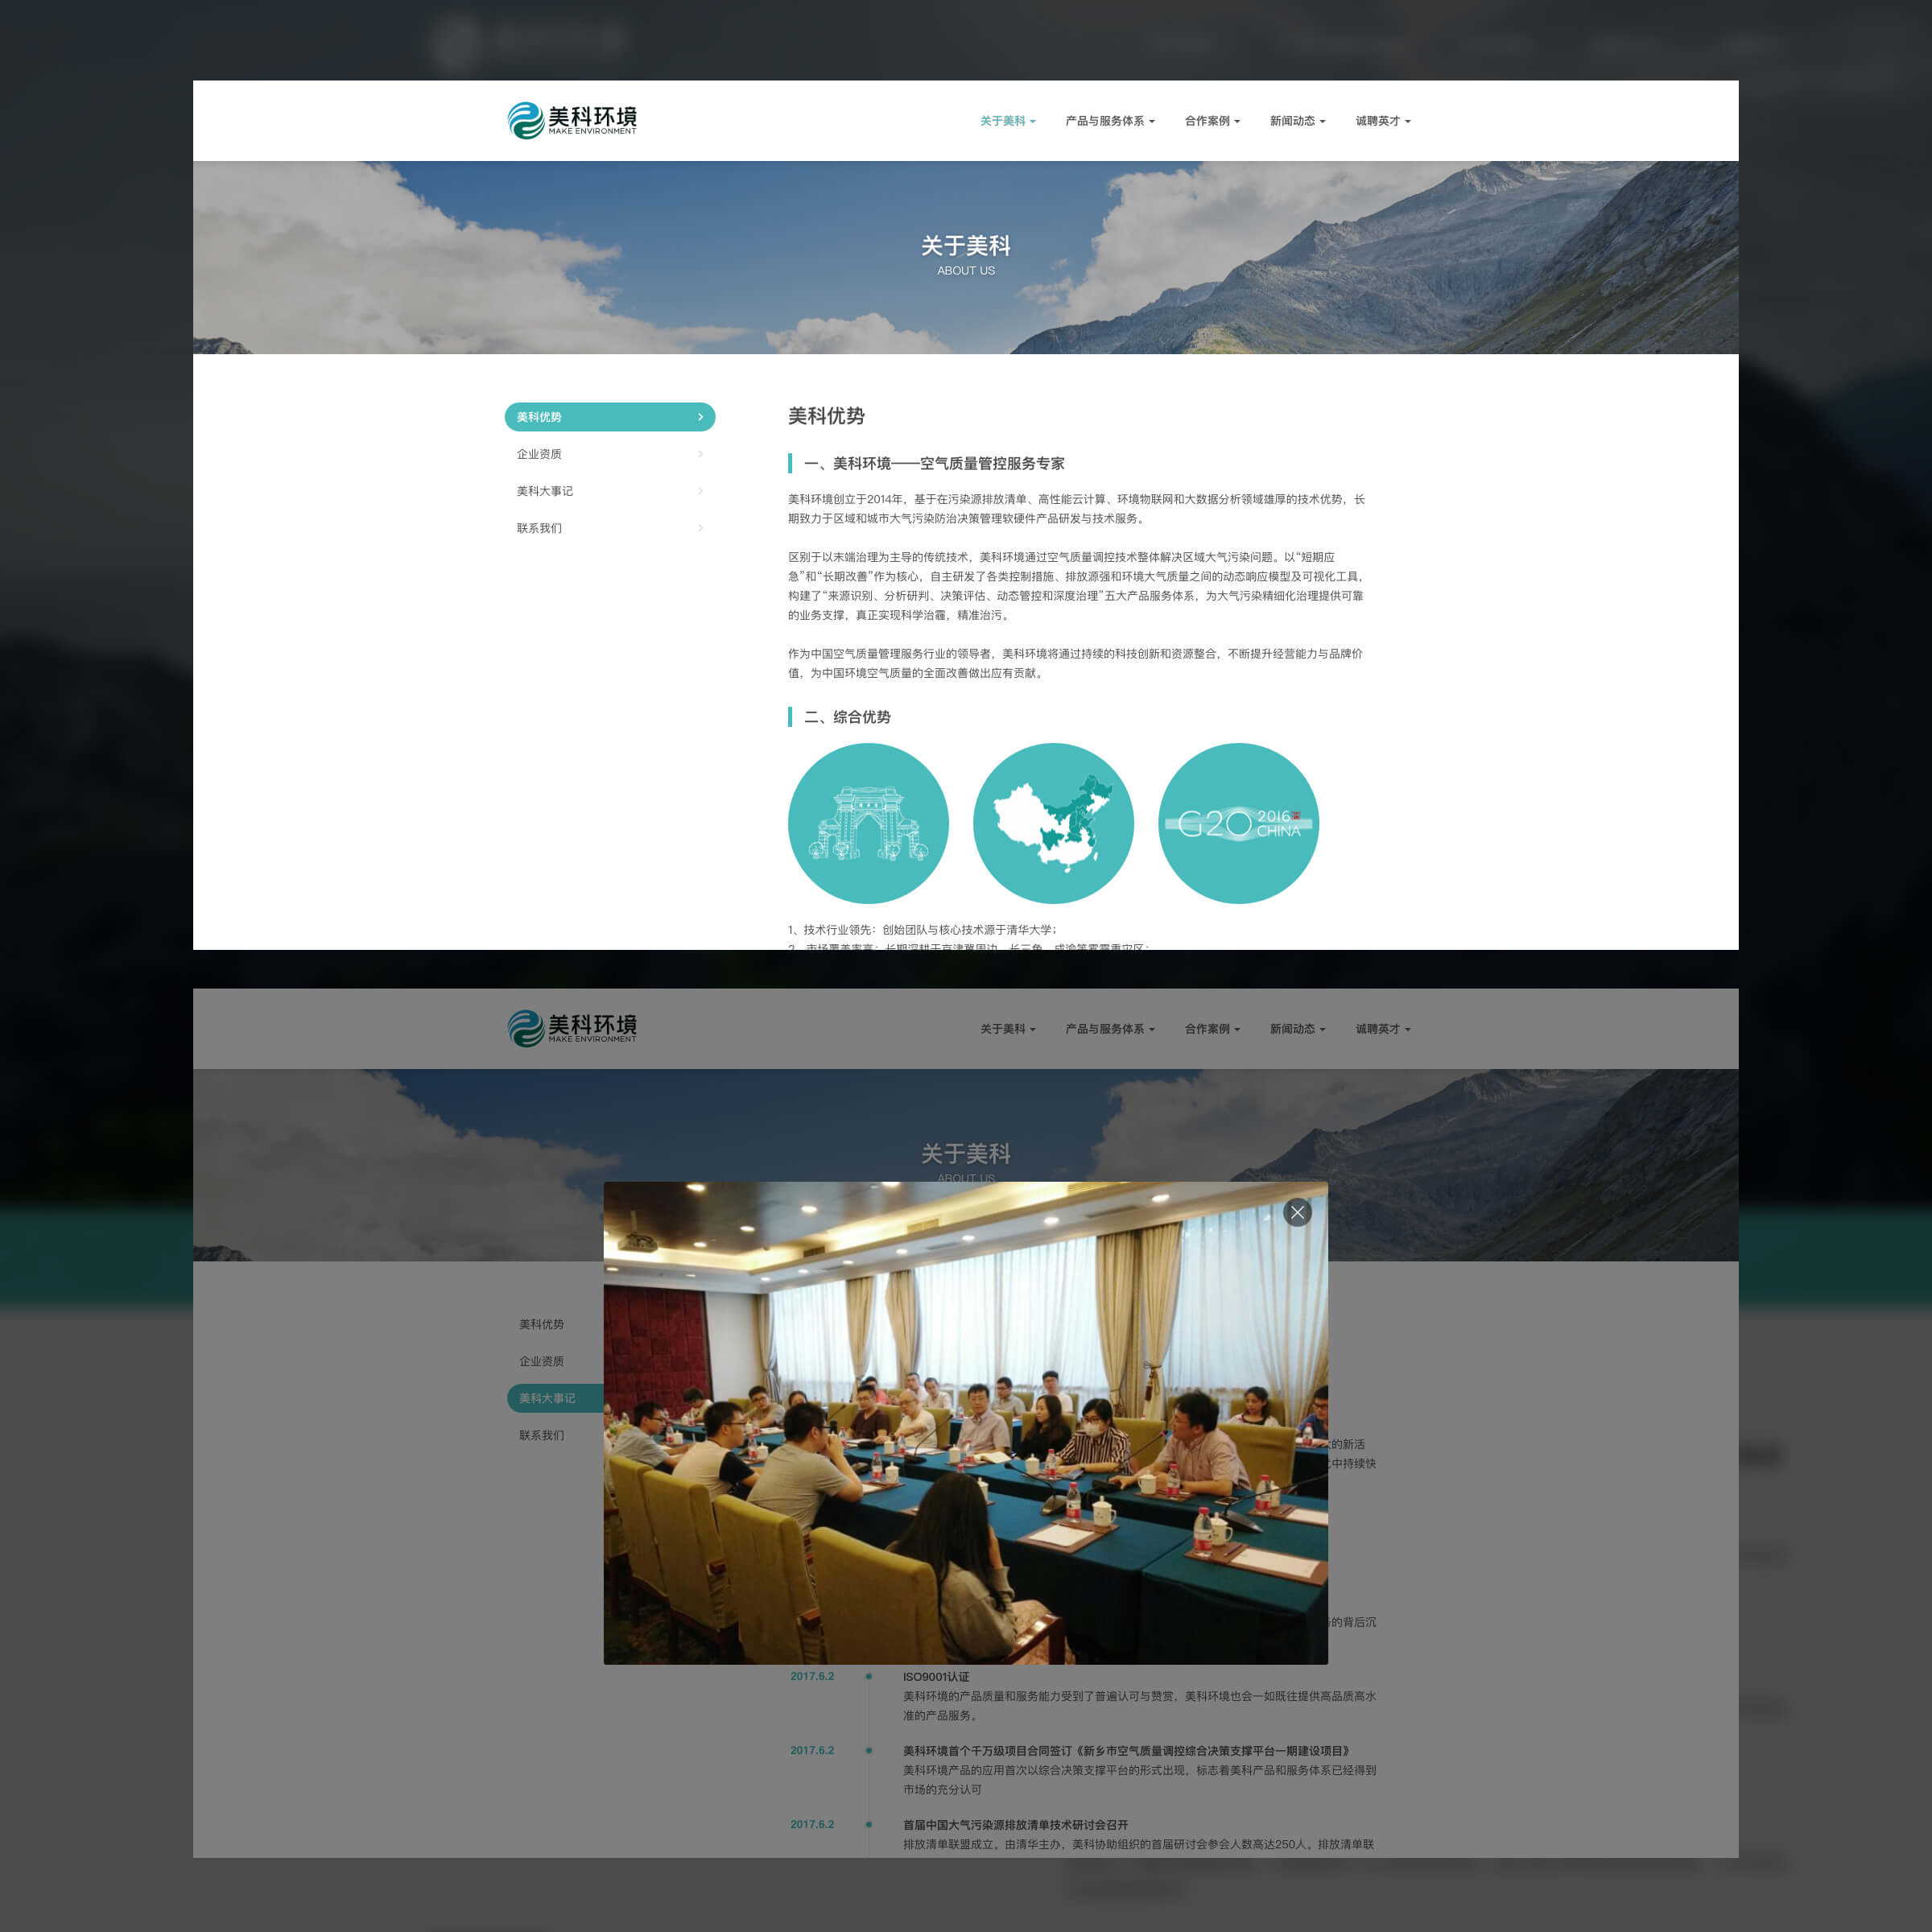 美科环境
MAKE ENVIRONMENT
关于美科 产品与服务体系 合作案例 新闻动态 诚聘英才
关于美科
ABOUT US
美科优势
企业资质
美科大事记
联系我们
美科优势
一、美科环境——空气质量管控服务专家
美科环境创立于2014年，基于在污染源排放清单、高性能云计算、环境物联网和大数据分析领域雄厚的技术优势，长
期致力于区域和城市大气污染防治决策管理软硬件产品研发与技术服务。
区别于以末端治理为主导的传统技术，美科环境通过空气质量调控技术整体解决区域大气污染问题。以“短期应
急”和“长期改善”作为核心，自主研发了各类控制措施、排放源强和环境大气质量之间的动态响应模型及可视化工具，
构建了“来源识别、分析研判、决策评估、动态管控和深度治理”五大产品服务体系，为大气污染精细化治理提供可靠
的业务支撑，真正实现科学治霾，精准治污。
作为中国空气质量管理服务行业的领导者，美科环境将通过持续的科技创新和资源整合，不断提升经营能力与品牌价
值，为中国环境空气质量的全面改善做出应有贡献。
二、综合优势
G20 2016
CHINA
1、技术行业领先：创始团队与核心技术源于清华大学；
2、市场覆盖率高：长期深耕于京津冀周边、长三角、成渝等雾霾重灾区；
美科环境
MAKE ENVIRONMENT
关于美科 产品与服务体系 合作案例 新闻动态 诚聘英才
关于美科
ABOUT US
美科优势
企业资质
美科大事记
联系我们
的新活
中持续快
的背后沉
2017.6.2 ISO9001认证
美科环境的产品质量和服务能力受到了普遍认可与赞赏，美科环境也会一如既往提供高品质高水
准的产品服务。
2017.6.2 美科环境首个千万级项目合同签订《新乡市空气质量调控综合决策支撑平台一期建设项目》
美科环境产品的应用首次以综合决策支撑平台的形式出现，标志着美科产品和服务体系已经得到
市场的充分认可
2017.6.2 首届中国大气污染源排放清单技术研讨会召开
排放清单联盟成立，由清华主办，美科协助组织的首届研讨会参会人数高达250人。排放清单联